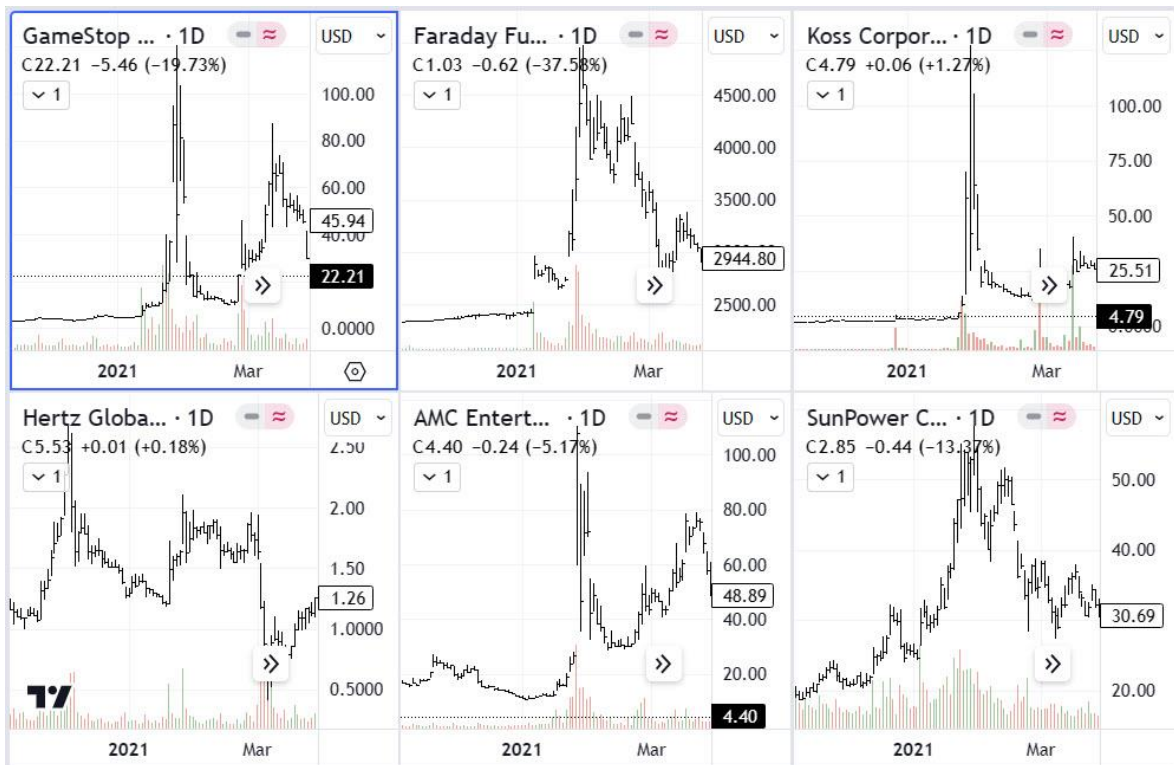 GameStop ... · 1D
USD
C22.21 −5.46 (−19.73%)
1
100.00
80.00
60.00
45.94
40.00
22.21
0.0000
2021
Mar
Faraday Fu... · 1D
USD
C1.03 −0.62 (−37.58%)
1
4500.00
4000.00
3500.00
2944.80
2500.00
2021
Mar
Koss Corpor... · 1D
USD
C4.79 +0.06 (+1.27%)
1
100.00
75.00
50.00
25.51
4.79
2021
Mar
Hertz Globa... · 1D
USD
C5.53 +0.01 (+0.18%)
1
2.50
2.00
1.50
1.26
1.0000
0.5000
2021
Mar
AMC Entert... · 1D
USD
C4.40 −0.24 (−5.17%)
1
100.00
80.00
60.00
48.89
20.00
4.40
2021
Mar
SunPower C... · 1D
USD
C2.85 −0.44 (−13.37%)
1
50.00
40.00
30.69
20.00
2021
Mar